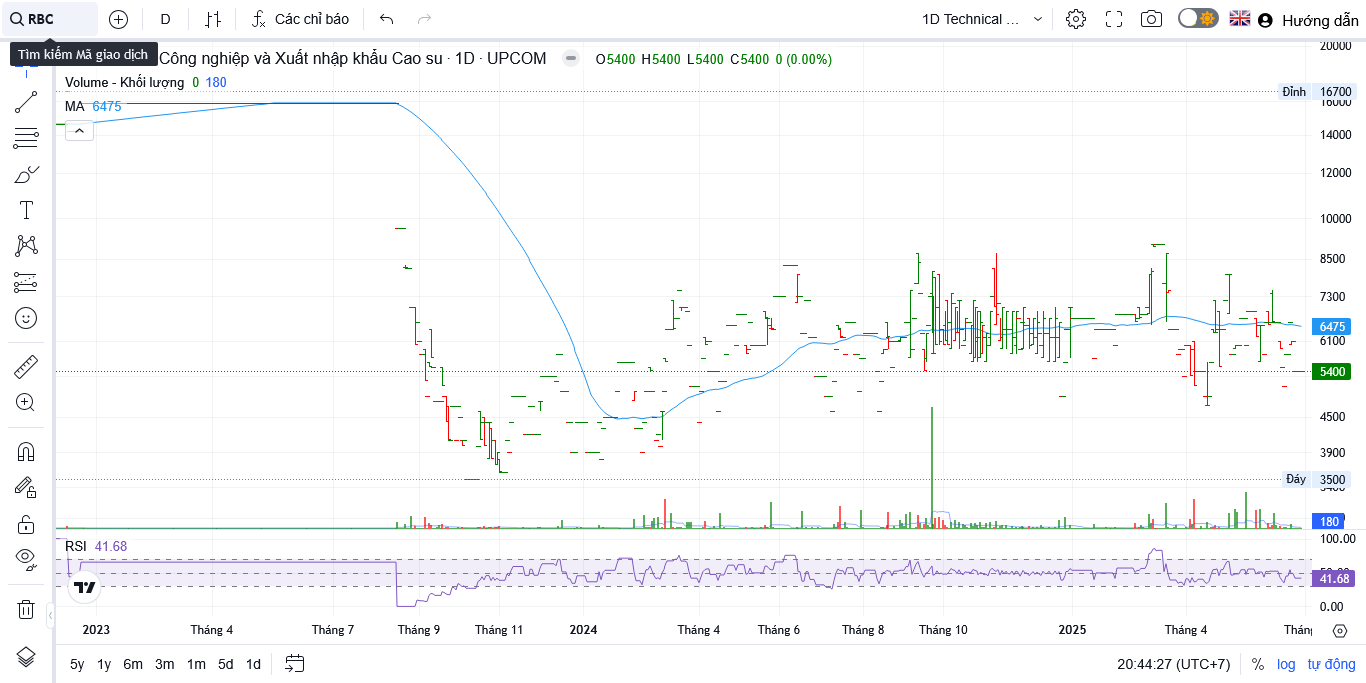 RBC
D
Các chỉ báo
1D Technical ...
Hướng dẫn
Tìm kiếm Mã giao dịch
Công nghiệp và Xuất nhập khẩu Cao su · 1D · UPCOM
O5400 H5400 L5400 C5400 0 (0.00%)
Volume - Khối lượng 0 180
MA 6475
20000
Đỉnh 16700
16000
14000
12000
10000
8500
7300
6475
6100
5400
4500
3900
Đáy 3500
3400
180
RSI 41.68
100.00
50.00
41.68
0.00
2023 Tháng 4 Tháng 7 Tháng 9 Tháng 11 2024 Tháng 4 Tháng 6 Tháng 8 Tháng 10 2025 Tháng 4 Thán
5y 1y 6m 3m 1m 5d 1d
20:44:27 (UTC+7) % log tự động